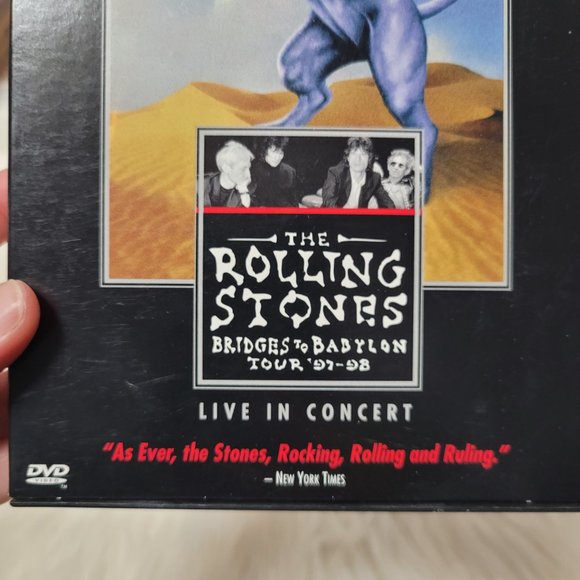 THE
ROLLING
STONES
BRIDGES TO BABYLON
TOUR '97-98
LIVE IN CONCERT
"As Ever, the Stones, Rocking, Rolling and Ruling."
— NEW YORK TIMES
DVD
VIDEO
TM